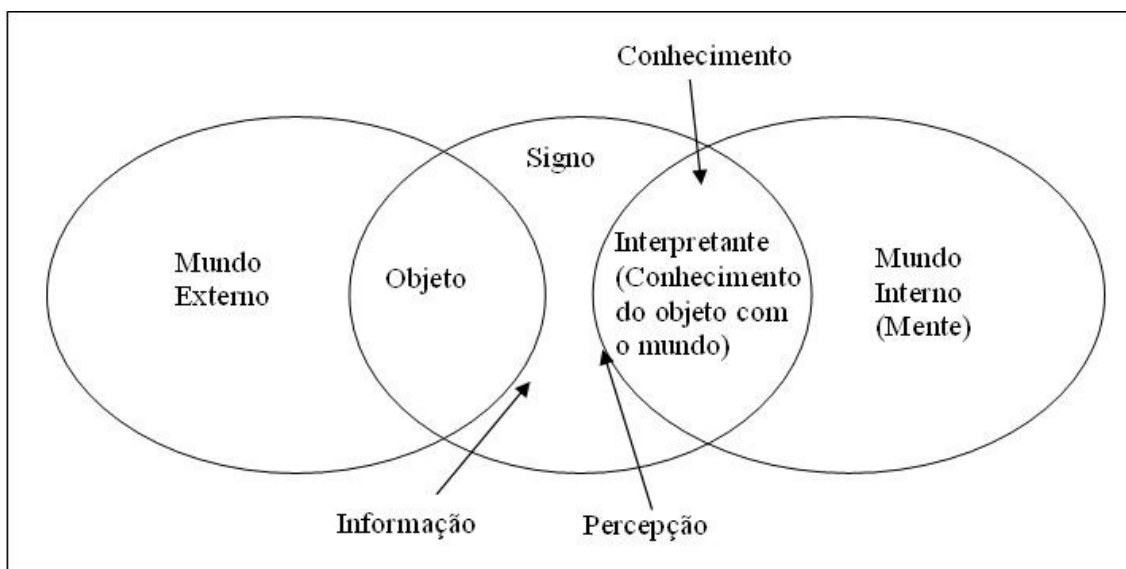 Conhecimento
Signo
Mundo
Externo
Objeto
Interpretante
(Conhecimento
do objeto com
o mundo)
Mundo
Interno
(Mente)
Informação
Percepção